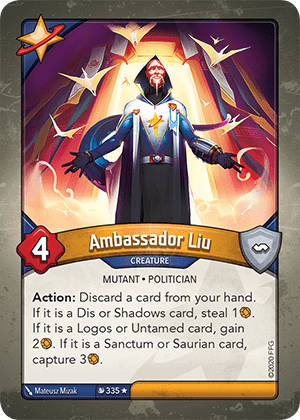 Ambassador Liu
CREATURE
4
MUTANT • POLITICIAN
Action: Discard a card from your hand.
If it is a Dis or Shadows card, steal 1.
If it is a Logos or Untamed card, gain
2. If it is a Sanctum or Saurian card,
capture 3.
©2020 FFG
Mateusz Mizak
335 ★